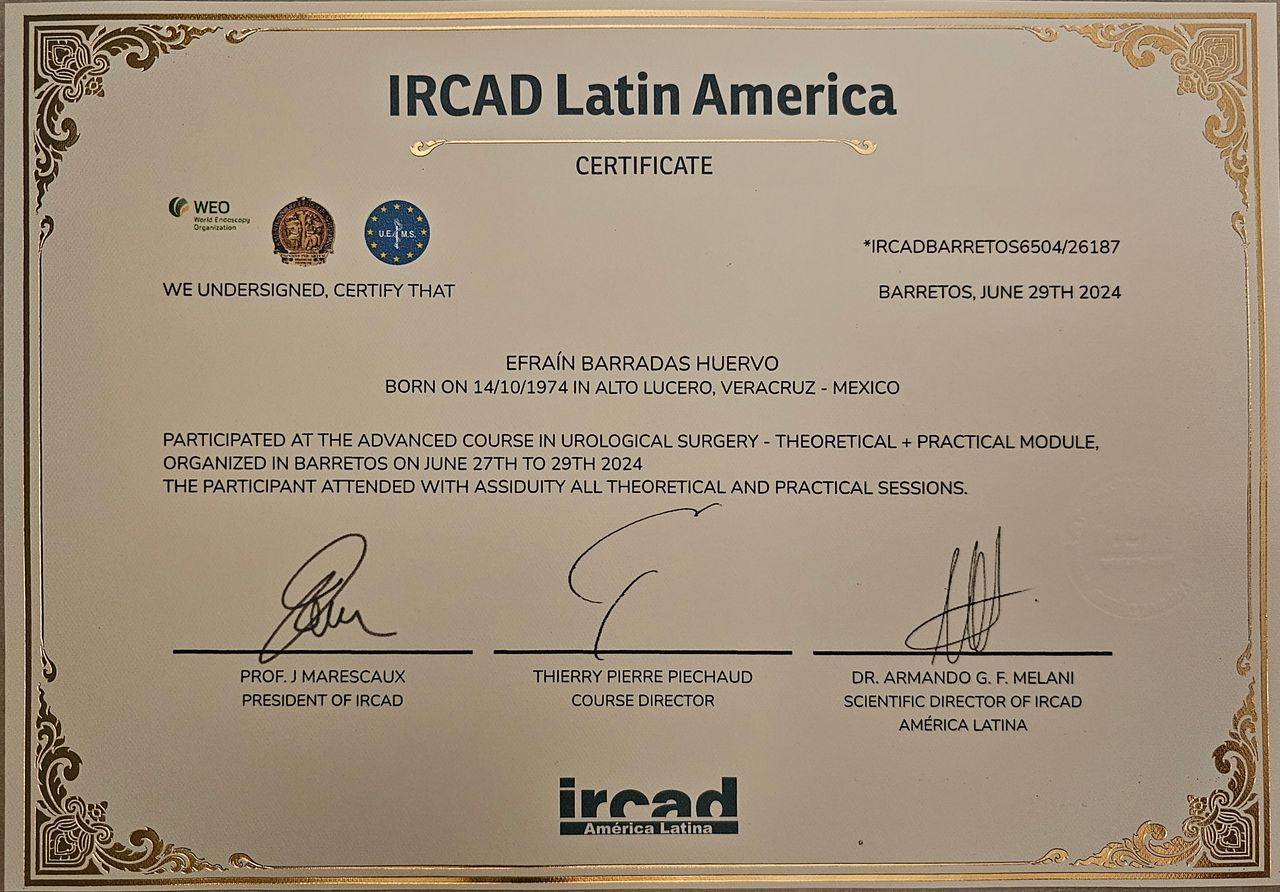 IRCAD Latin America
CERTIFICATE
WEO
World Endoscopy
Organization
U.E.M.S.
*IRCADBARRETOS6504/26187
WE UNDERSIGNED, CERTIFY THAT
BARRETOS, JUNE 29TH 2024
EFRAÍN BARRADAS HUERVO
BORN ON 14/10/1974 IN ALTO LUCERO, VERACRUZ - MEXICO
PARTICIPATED AT THE ADVANCED COURSE IN UROLOGICAL SURGERY - THEORETICAL + PRACTICAL MODULE,
ORGANIZED IN BARRETOS ON JUNE 27TH TO 29TH 2024
THE PARTICIPANT ATTENDED WITH ASSIDUITY ALL THEORETICAL AND PRACTICAL SESSIONS.
PROF. J MARESCAUX
PRESIDENT OF IRCAD
THIERRY PIERRE PIECHAUD
COURSE DIRECTOR
DR. ARMANDO G. F. MELANI
SCIENTIFIC DIRECTOR OF IRCAD
AMÉRICA LATINA
ircad
América Latina